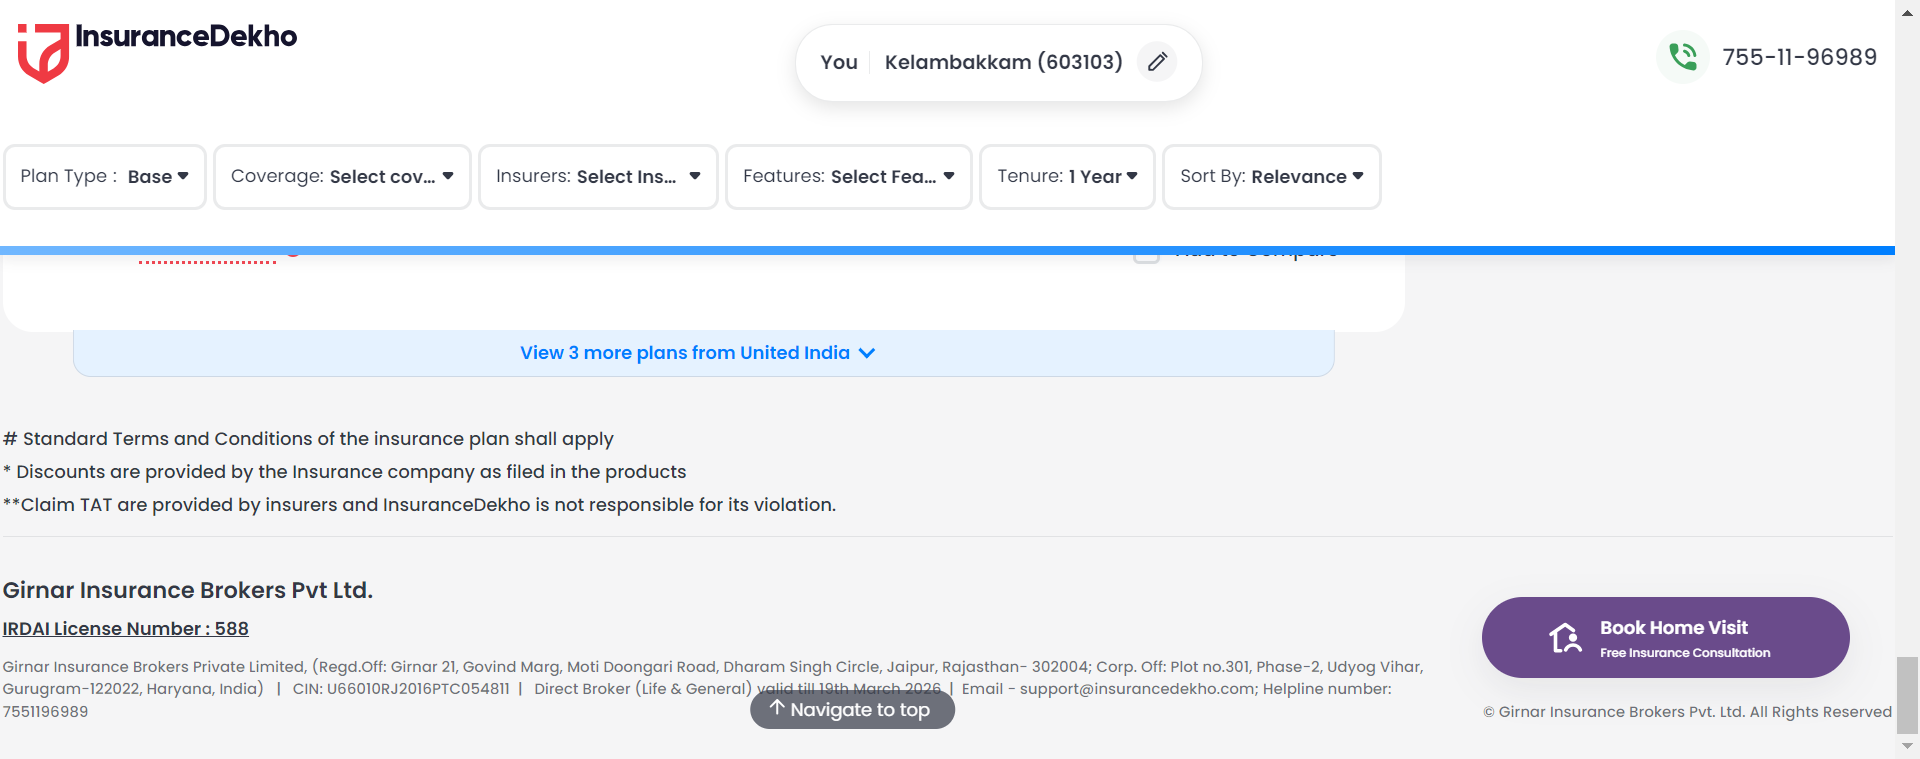 InsuranceDekho
You
Kelambakkam (603103)
755-11-96989
Plan Type : Base
Coverage: Select cov...
Insurers: Select Ins...
Features: Select Fea...
Tenure: 1 Year
Sort By: Relevance
Add to Compare
View 3 more plans from United India
# Standard Terms and Conditions of the insurance plan shall apply
* Discounts are provided by the Insurance company as filed in the products
**Claim TAT are provided by insurers and InsuranceDekho is not responsible for its violation.
Girnar Insurance Brokers Pvt Ltd.
IRDAI License Number : 588
Girnar Insurance Brokers Private Limited, (Regd.Off: Girnar 21, Govind Marg, Moti Doongari Road, Dharam Singh Circle, Jaipur, Rajasthan- 302004; Corp. Off: Plot no.301, Phase-2, Udyog Vihar,
Gurugram-122022, Haryana, India) | CIN: U66010RJ2016PTC054811 | Direct Broker (Life & General) valid till 19th March 2026 | Email - support@insurancedekho.com; Helpline number:
7551196989
Navigate to top
Book Home Visit
Free Insurance Consultation
© Girnar Insurance Brokers Pvt. Ltd. All Rights Reserved